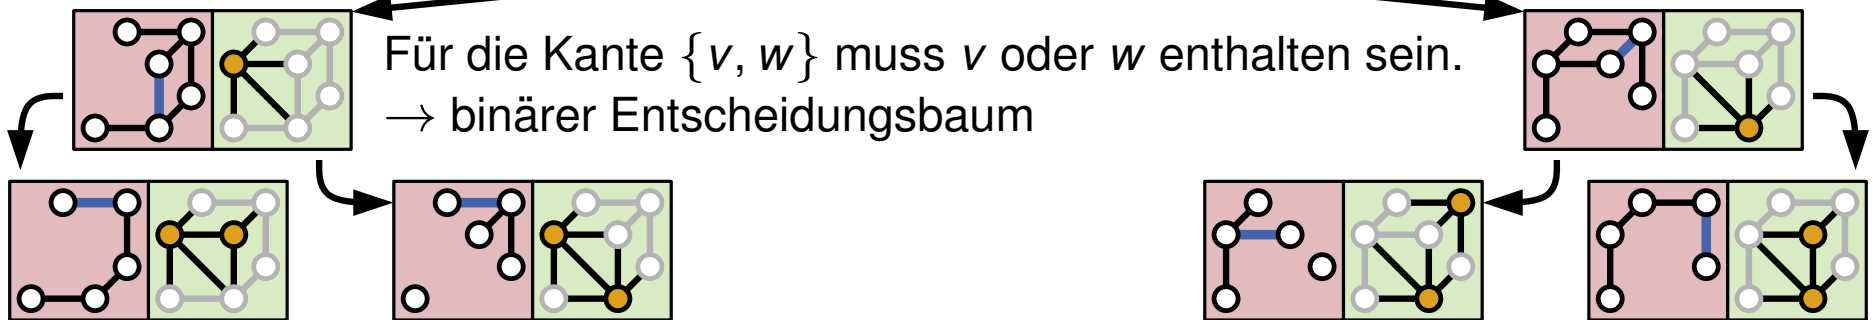 Für die Kante {v, w} muss v oder w enthalten sein.
→ binärer Entscheidungsbaum